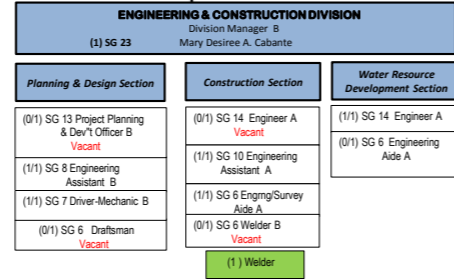 ENGINEERING & CONSTRUCTION DIVISION
Division Manager B
(1) SG 23 Mary Desiree A. Cabante
Planning & Design Section
(0/1) SG 13 Project Planning
& Dev"t Officer B
Vacant
(1/1) SG 8 Engineering
Assistant B
(1/1) SG 7 Driver-Mechanic B
(0/1) SG 6 Draftsman
Vacant
Construction Section
(0/1) SG 14 Engineer A
Vacant
(1/1) SG 10 Engineering
Assistant A
(1/1) SG 6 Engrng/Survey
Aide A
(0/1) SG 6 Welder B
Vacant
(1 ) Welder
Water Resource
Development Section
(1/1) SG 14 Engineer A
(0/1) SG 6 Engineering
Aide A